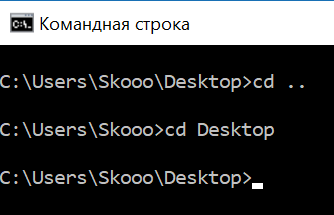 Командная строка
C:\Users\Skooo\Desktop>cd ..
C:\Users\Skooo>cd Desktop
C:\Users\Skooo\Desktop>